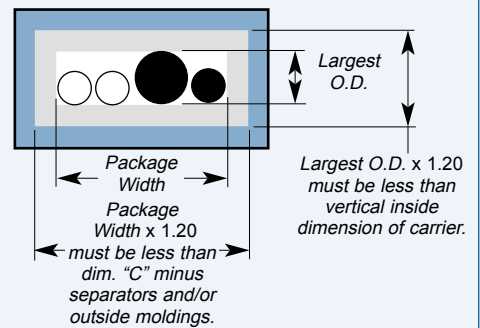 Largest
O.D.
Package
Width
Package
Width x 1.20
must be less than
dim. “C” minus
separators and/or
outside moldings.
Largest O.D. x 1.20
must be less than
vertical inside
dimension of carrier.